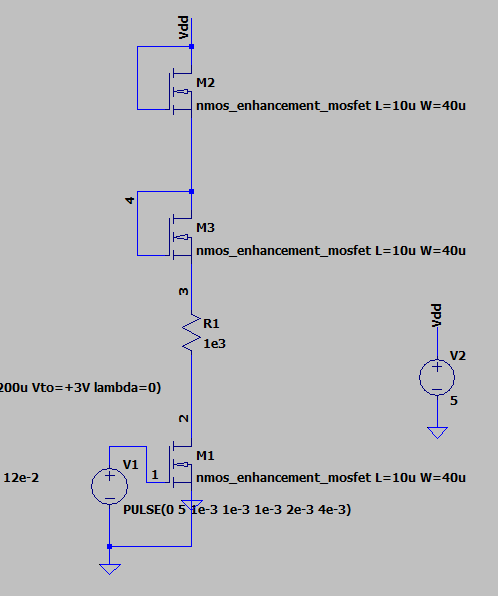 Vdd
M2
nmos_enhancement_mosfet L=10u W=40u
4
M3
nmos_enhancement_mosfet L=10u W=40u
3
R1
1e3
Vdd
V2
5
200u Vto=+3V lambda=0)
2
M1
nmos_enhancement_mosfet L=10u W=40u
V1
1
12e-2
PULSE(0 5 1e-3 1e-3 1e-3 2e-3 4e-3)